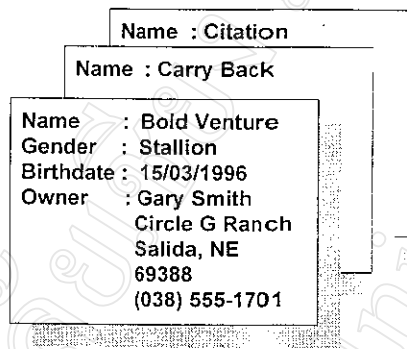 Name : Citation
Name : Carry Back
Name : Bold Venture
Gender : Stallion
Birthdate : 15/03/1996
Owner : Gary Smith
Circle G Ranch
Salida, NE
69388
(038) 555-1701